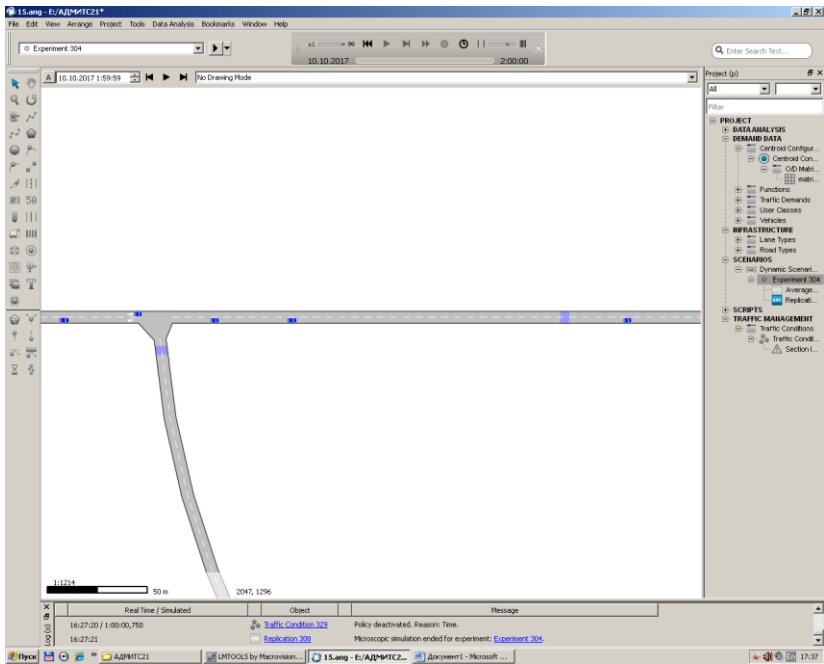 15.ang - E:/АДМИТС21*
File Edit View Arrange Project Tools Data Analysis Bookmarks Window Help
Experiment 304
x1 ∞
10.10.2017 2:00:00
Enter Search Text...
A 10.10.2017 1:59:59 No Drawing Mode
Project (p)
All
Filter
PROJECT
DATA ANALYSIS
DEMAND DATA
Centroid Configur...
Centroid Con...
O/D Matri...
matri...
Functions
Traffic Demands
User Classes
Vehicles
INFRASTRUCTURE
Lane Types
Road Types
SCENARIOS
Dynamic Scenari...
Experiment 304
Average...
Replicati...
SCRIPTS
TRAFFIC MANAGEMENT
Traffic Conditions
Traffic Condit...
Section I...
50
1:1214
50 m 2047, 1296
Log (o)
Real Time / Simulated Object Message
16:27:20 / 1:00:00,750 Traffic Condition 329 Policy deactivated. Reason: Time.
16:27:21 Replication 308 Microscopic simulation ended for experiment: Experiment 304.
Пуск АДМИТС21 LMTOOLS by Macrovision... 15.ang - E:/АДМИТС2... Документ1 - Microsoft ... 17:37